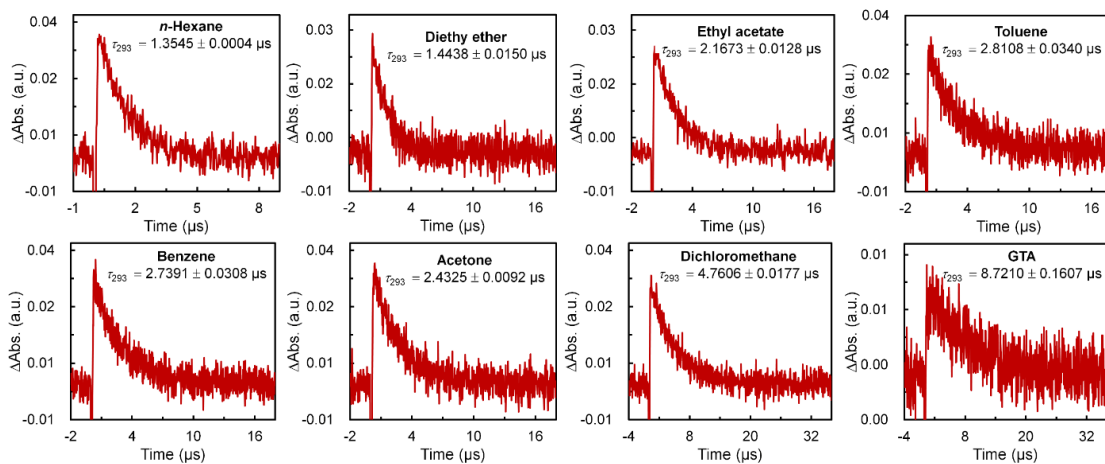 n-Hexane
τ293 = 1.3545 ± 0.0004 µs
0.04
0.02
0.01
-0.01
ΔAbs. (a.u.)
-1 2 5 8
Time (µs)
Diethy ether
τ293 = 1.4438 ± 0.0150 µs
0.03
0.02
0.00
-0.01
ΔAbs. (a.u.)
-2 4 10 16
Time (µs)
Ethyl acetate
τ293 = 2.1673 ± 0.0128 µs
0.03
0.02
0.00
-0.01
ΔAbs. (a.u.)
-2 4 10 16
Time (µs)
Toluene
τ293 = 2.8108 ± 0.0340 µs
0.04
0.02
0.01
-0.01
ΔAbs. (a.u.)
-2 4 10 16
Time (µs)
Benzene
τ293 = 2.7391 ± 0.0308 µs
0.04
0.02
0.01
-0.01
ΔAbs. (a.u.)
-2 4 10 16
Time (µs)
Acetone
τ293 = 2.4325 ± 0.0092 µs
0.04
0.02
0.01
-0.01
ΔAbs. (a.u.)
-2 4 10 16
Time (µs)
Dichloromethane
τ293 = 4.7606 ± 0.0177 µs
0.04
0.02
0.01
-0.01
ΔAbs. (a.u.)
-4 8 20 32
Time (µs)
GTA
τ293 = 8.7210 ± 0.1607 µs
0.01
0.01
0.00
0.00
ΔAbs. (a.u.)
-4 8 20 32
Time (µs)